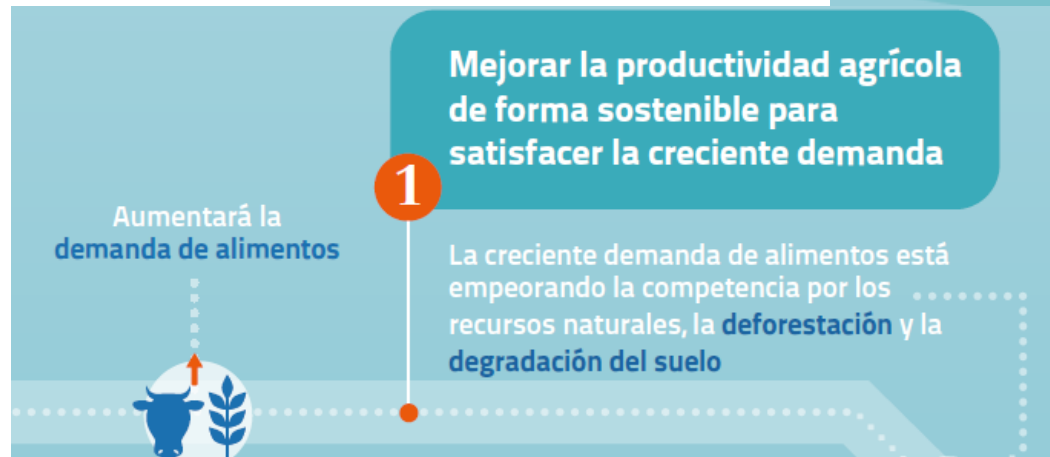 Mejorar la productividad agrícola
de forma sostenible para
satisfacer la creciente demanda
1
Aumentará la
demanda de alimentos
La creciente demanda de alimentos está
empeorando la competencia por los
recursos naturales, la deforestación y la
degradación del suelo